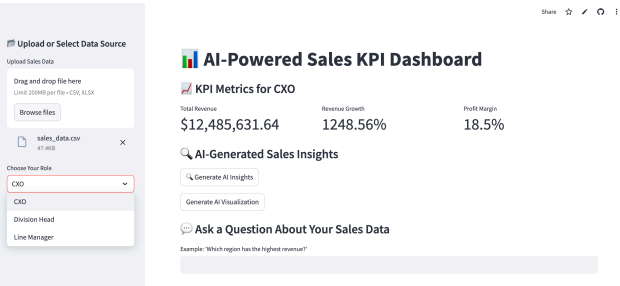 Share
Upload or Select Data Source
Upload Sales Data
Drag and drop file here
Limit 200MB per file • CSV, XLSX
Browse files
sales_data.csv
47.4KB
Choose Your Role
CXO
CXO
Division Head
Line Manager
AI-Powered Sales KPI Dashboard
KPI Metrics for CXO
Total Revenue
Revenue Growth
Profit Margin
$12,485,631.64
1248.56%
18.5%
AI-Generated Sales Insights
Generate AI Insights
Generate AI Visualization
Ask a Question About Your Sales Data
Example: 'Which region has the highest revenue?'